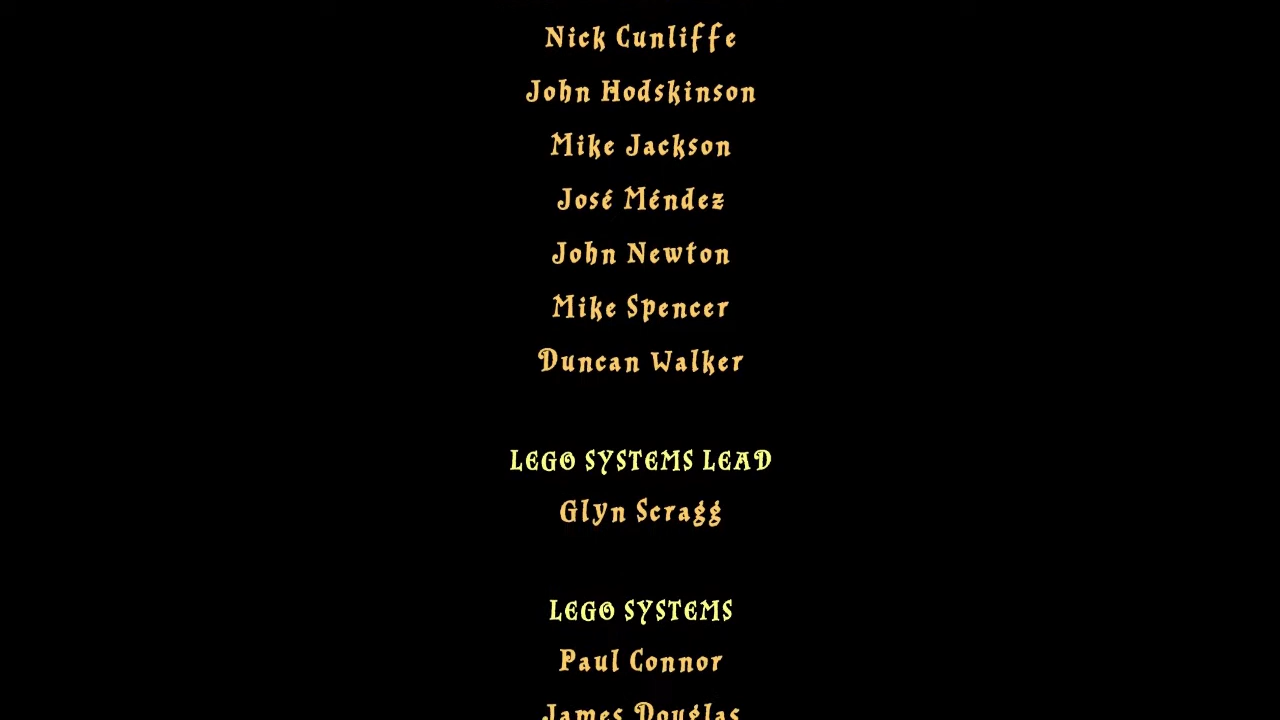 Nick Cunliffe
John Hodskinson
Mike Jackson
José Méndez
John Newton
Mike Spencer
Duncan Walker
LEGO SYSTEMS LEAD
Glyn Scragg
LEGO SYSTEMS
Paul Connor
James Douglas